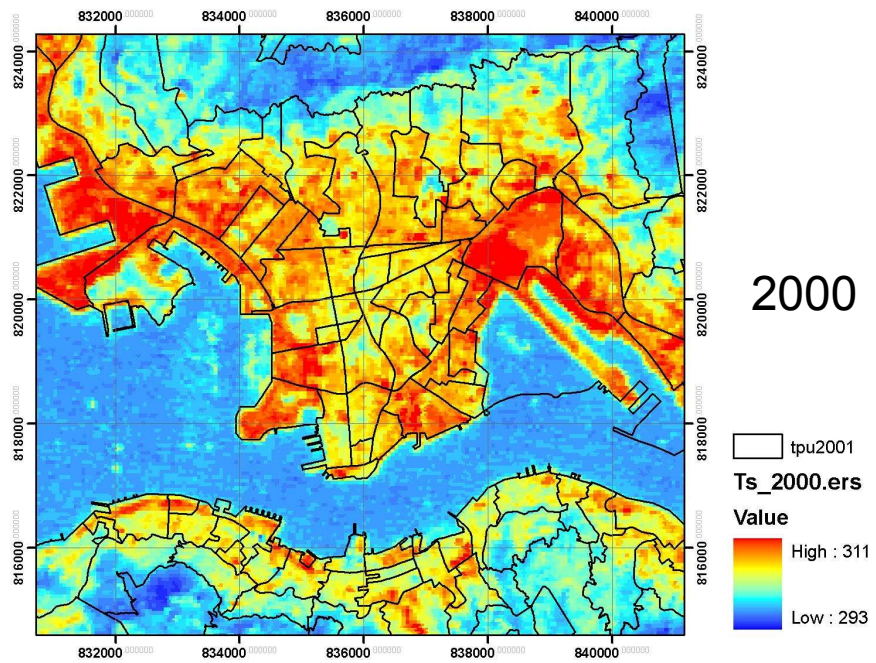 832000.000000 834000.000000 836000.000000 838000.000000 840000.000000
824000.000000 824000.000000
822000.000000 822000.000000
820000.000000 820000.000000
818000.000000 818000.000000
816000.000000 816000.000000
832000.000000 834000.000000 836000.000000 838000.000000 840000.000000
2000
tpu2001
Ts_2000.ers
Value
High : 311
Low : 293